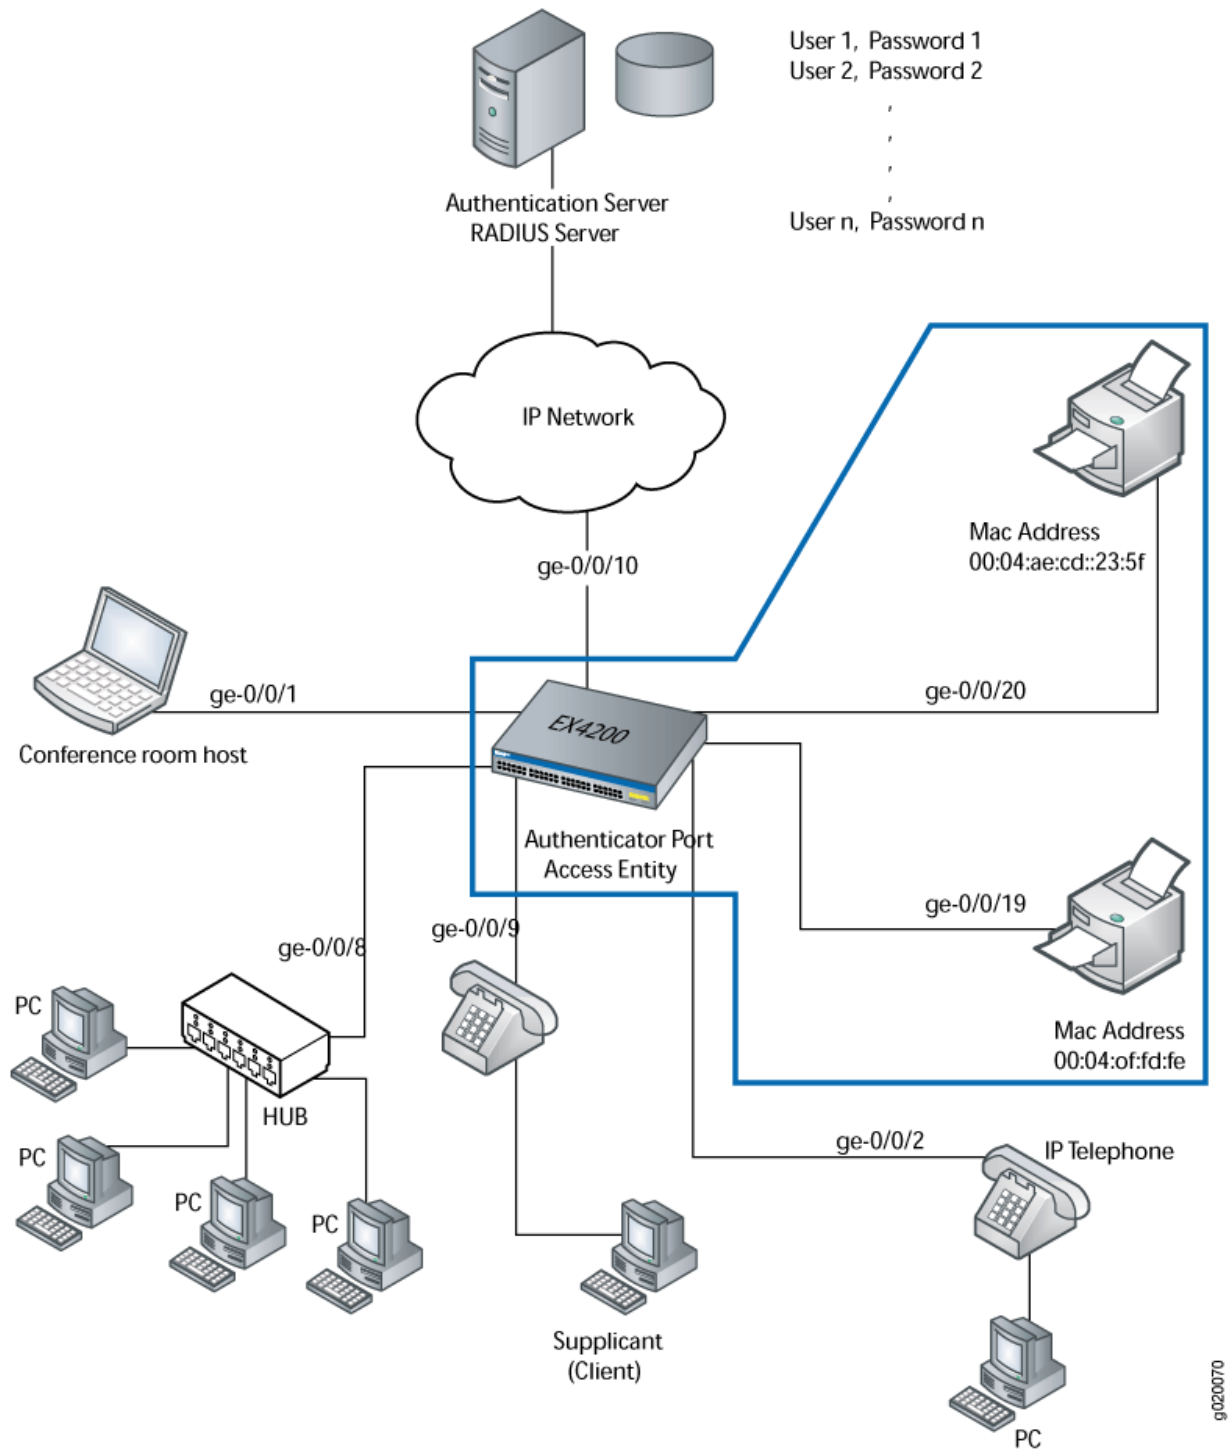 User 1, Password 1
User 2, Password 2
,
,
,
,
User n, Password n
Authentication Server
RADIUS Server
IP Network
ge-0/0/10
Mac Address
00:04:ae:cd::23:5f
ge-0/0/1
ge-0/0/20
Conference room host
EX4200
Authenticator Port
Access Entity
ge-0/0/19
ge-0/0/8
ge-0/0/9
PC
Mac Address
00:04:of:fd:fe
HUB
PC
PC
PC
ge-0/0/2
IP Telephone
Supplicant
(Client)
PC
g020070